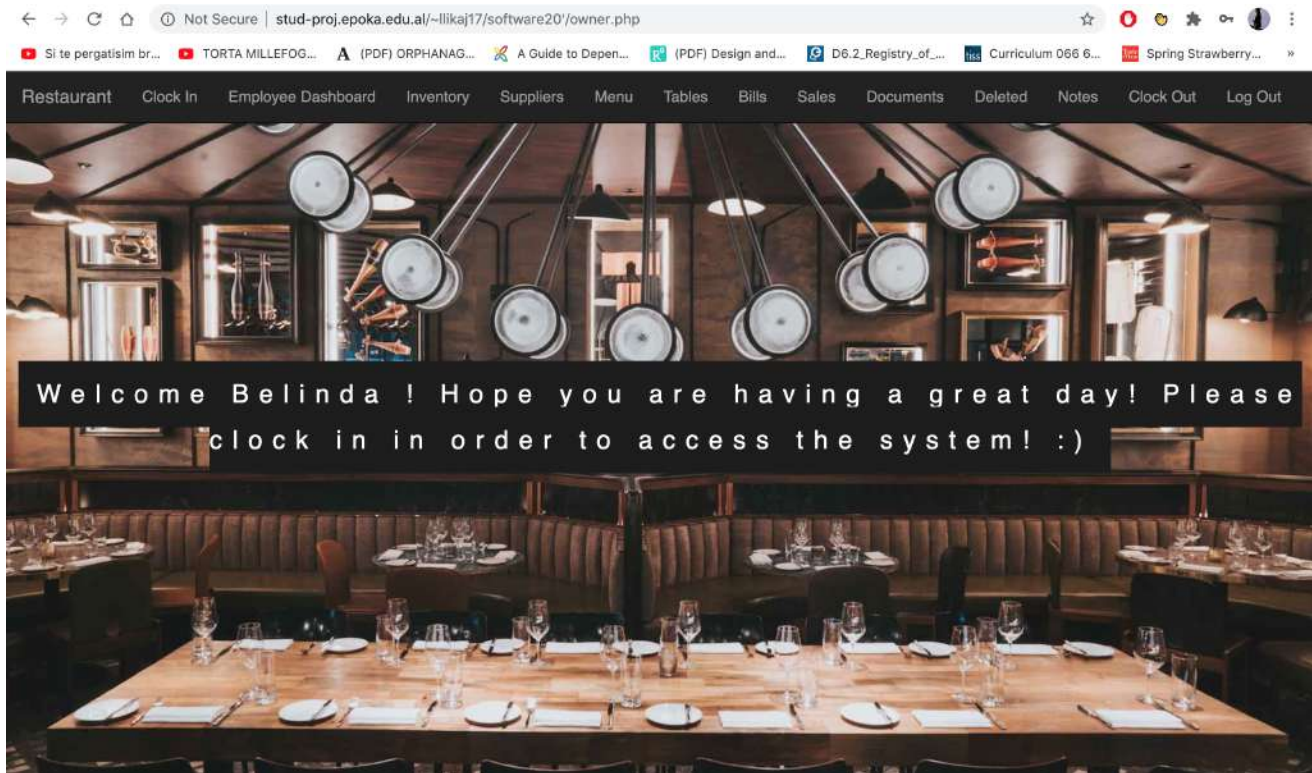 Not Secure | stud-proj.epoka.edu.al/~llikaj17/software20'/owner.php
Si te pergatisim br... TORTA MILLEFOG... (PDF) ORPHANAG... A Guide to Depen... (PDF) Design and... D6.2_Registry_of_... Curriculum 066 6... Spring Strawberry... »
Restaurant Clock In Employee Dashboard Inventory Suppliers Menu Tables Bills Sales Documents Deleted Notes Clock Out Log Out
Welcome Belinda ! Hope you are having a great day! Please
clock in in order to access the system! :)